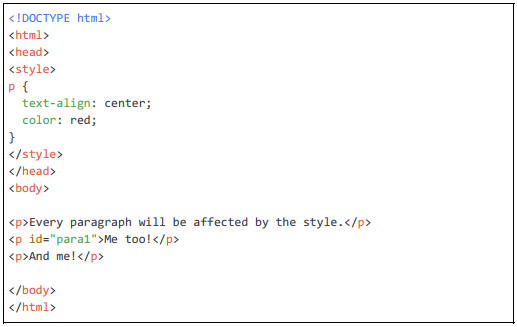 <!DOCTYPE html>
<html>
<head>
<style>
p {
  text-align: center;
  color: red;
}
</style>
</head>
<body>

<p>Every paragraph will be affected by the style.</p>
<p id="para1">Me too!</p>
<p>And me!</p>

</body>
</html>